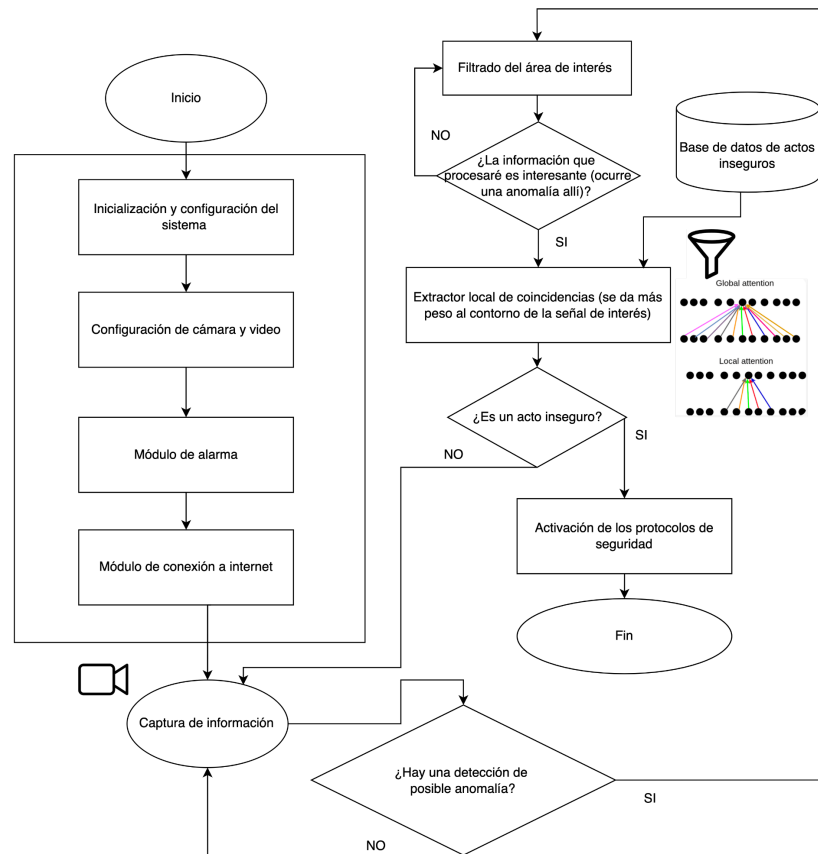 Inicio
Inicialización y configuración del
sistema
Configuración de cámara y video
Módulo de alarma
Módulo de conexión a internet
Captura de información
¿Hay una detección de
posible anomalía?
NO
SI
Filtrado del área de interés
NO
¿La información que
procesaré es interesante (ocurre
una anomalía allí)?
SI
Base de datos de actos
inseguros
Extractor local de coincidencias (se da más
peso al contorno de la señal de interés)
Global attention
Local attention
¿Es un acto inseguro?
NO
SI
Activación de los protocolos de
seguridad
Fin